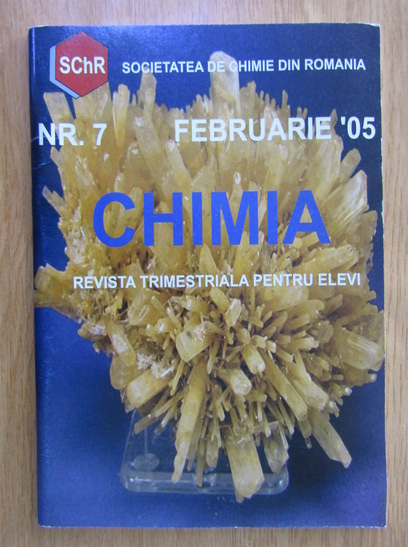 SChR
SOCIETATEA DE CHIMIE DIN ROMANIA
NR. 7
FEBRUARIE '05
CHIMIA
REVISTA TRIMESTRIALA PENTRU ELEVI